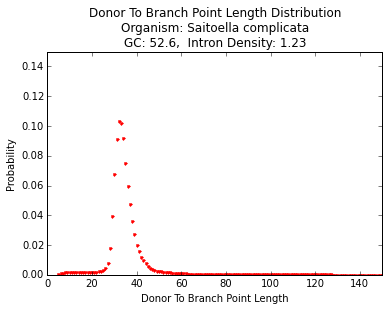 Donor To Branch Point Length Distribution
Organism: Saitoella complicata
GC: 52.6,  Intron Density: 1.23
0.14
0.12
0.10
0.08
0.06
0.04
0.02
0.00
Probability
0 20 40 60 80 100 120 140
Donor To Branch Point Length